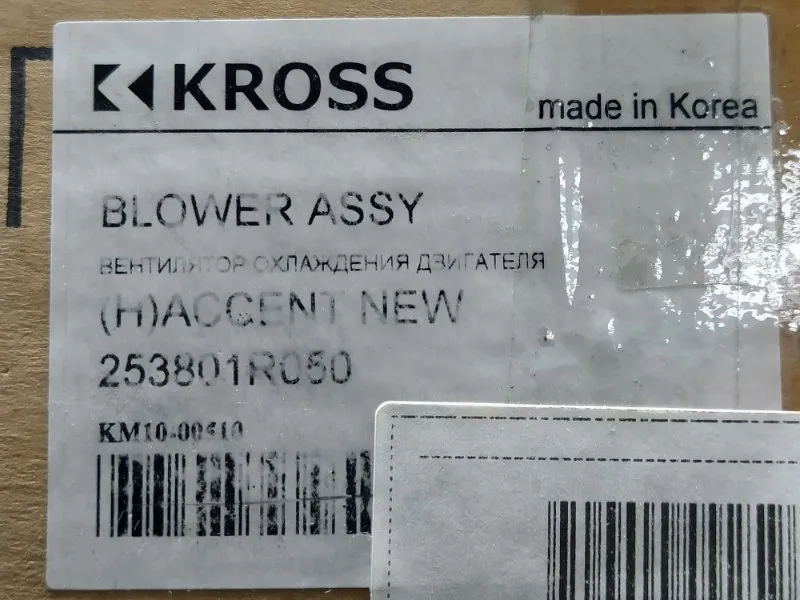 KROSS
made in Korea
BLOWER ASSY
ВЕНТИЛЯТОР ОХЛАЖДЕНИЯ ДВИГАТЕЛЯ
(H)ACCENT NEW
253801R050